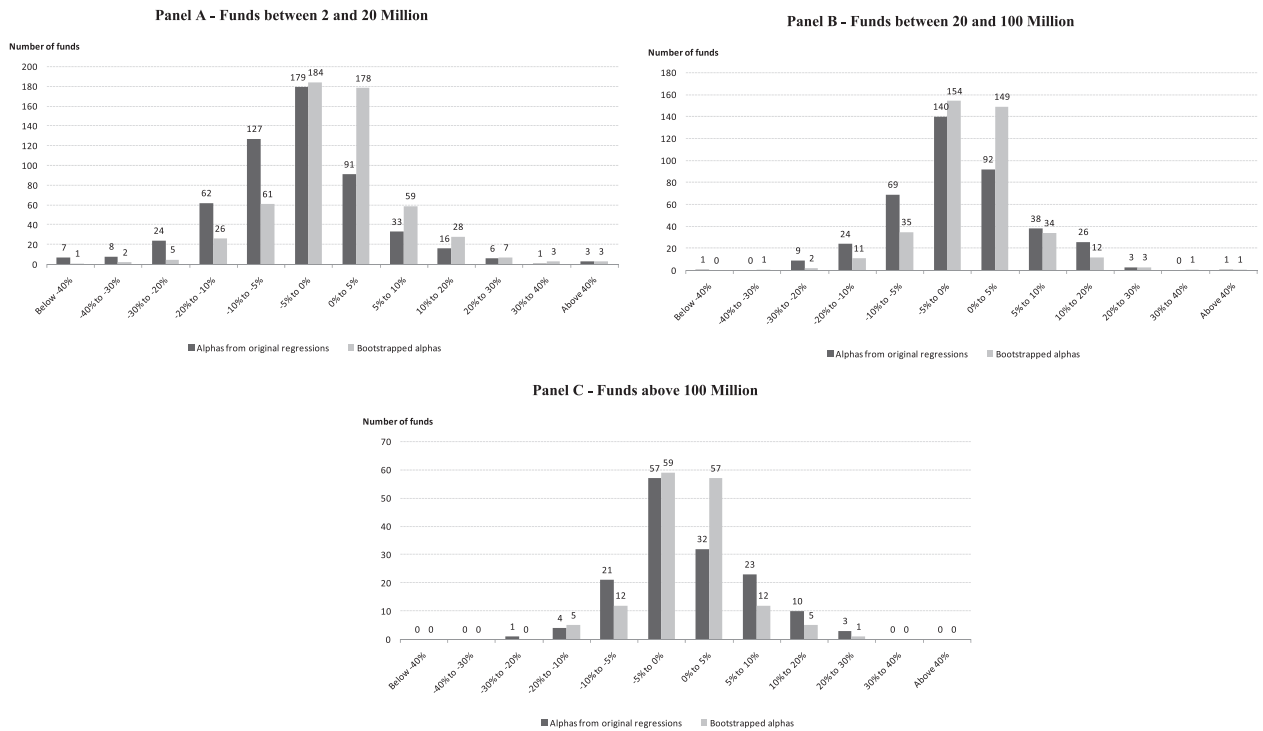 Panel A - Funds between 2 and 20 Million
Number of funds
200
180
160
140
120
100
80
60
40
20
0
7 1 8 2 24 5 62 26 127 61 179 184 91 178 33 59 16 28 6 7 1 3 3 3
Below -40% -40% to -30% -30% to -20% -20% to -10% -10% to -5% -5% to 0% 0% to 5% 5% to 10% 10% to 20% 20% to 30% 30% to 40% Above 40%
Alphas from original regressions Bootstrapped alphas
Panel B - Funds between 20 and 100 Million
Number of funds
180
160
140
120
100
80
60
40
20
0
1 0 0 1 9 2 24 11 69 35 140 154 92 149 38 34 26 12 3 3 0 1 1 1
Below -40% -40% to -30% -30% to -20% -20% to -10% -10% to -5% -5% to 0% 0% to 5% 5% to 10% 10% to 20% 20% to 30% 30% to 40% Above 40%
Alphas from original regressions Bootstrapped alphas
Panel C - Funds above 100 Million
Number of funds
70
60
50
40
30
20
10
0
0 0 0 0 1 0 4 5 21 12 57 59 32 57 23 12 10 5 3 1 0 0 0 0
Below -40% -40% to -30% -30% to -20% -20% to -10% -10% to -5% -5% to 0% 0% to 5% 5% to 10% 10% to 20% 20% to 30% 30% to 40% Above 40%
Alphas from original regressions Bootstrapped alphas